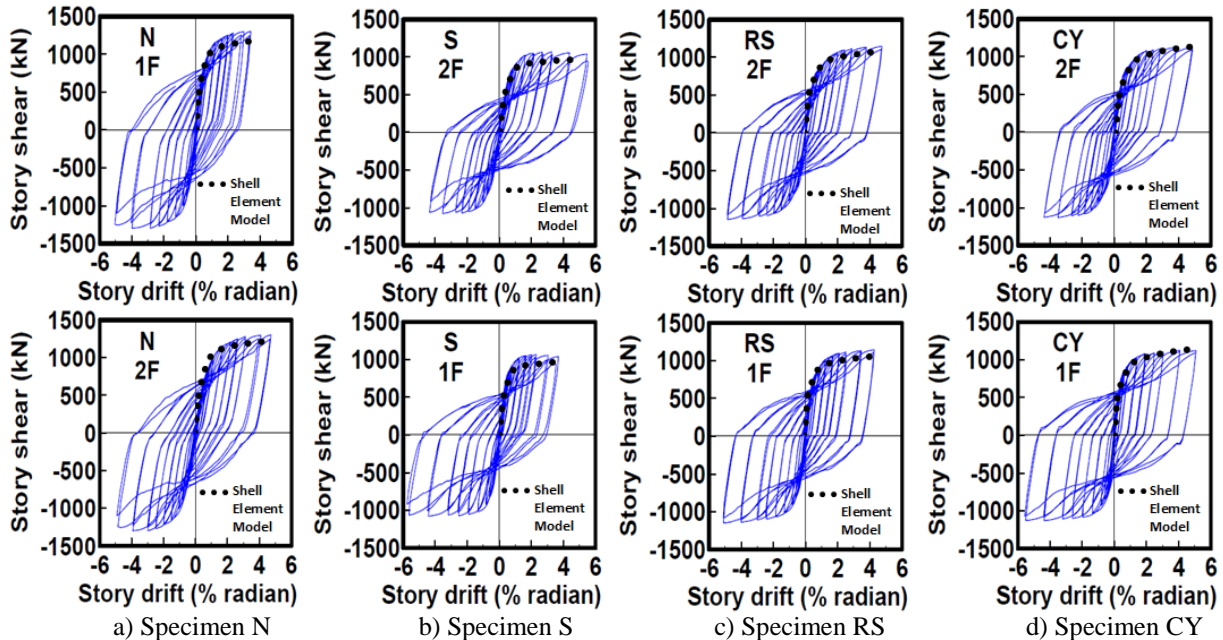 Story shear (kN)
1500
1000
500
0
-500
-1000
1500
N
1F
Shell
Element
Model
-6 -4 -2 0 2 4 6
Story drift (% radian)
Story shear (kN)
1500
1000
500
0
-500
-1000
1500
S
2F
Shell
Element
Model
-6 -4 -2 0 2 4 6
Story drift (% radian)
Story shear (kN)
1500
1000
500
0
-500
-1000
1500
RS
2F
Shell
Element
Model
-6 -4 -2 0 2 4 6
Story drift (% radian)
Story shear (kN)
1500
1000
500
0
-500
-1000
1500
CY
2F
Shell
Element
Model
-6 -4 -2 0 2 4 6
Story drift (% radian)
Story shear (kN)
1500
1000
500
0
-500
-1000
1500
N
2F
Shell
Element
Model
-6 -4 -2 0 2 4 6
Story drift (% radian)
Story shear (kN)
1500
1000
500
0
-500
-1000
1500
S
1F
Shell
Element
Model
-6 -4 -2 0 2 4 6
Story drift (% radian)
Story shear (kN)
1500
1000
500
0
-500
-1000
1500
RS
1F
Shell
Element
Model
-6 -4 -2 0 2 4 6
Story drift (% radian)
Story shear (kN)
1500
1000
500
0
-500
-1000
1500
CY
1F
Shell
Element
Model
-6 -4 -2 0 2 4 6
Story drift (% radian)
a) Specimen N
b) Specimen S
c) Specimen RS
d) Specimen CY